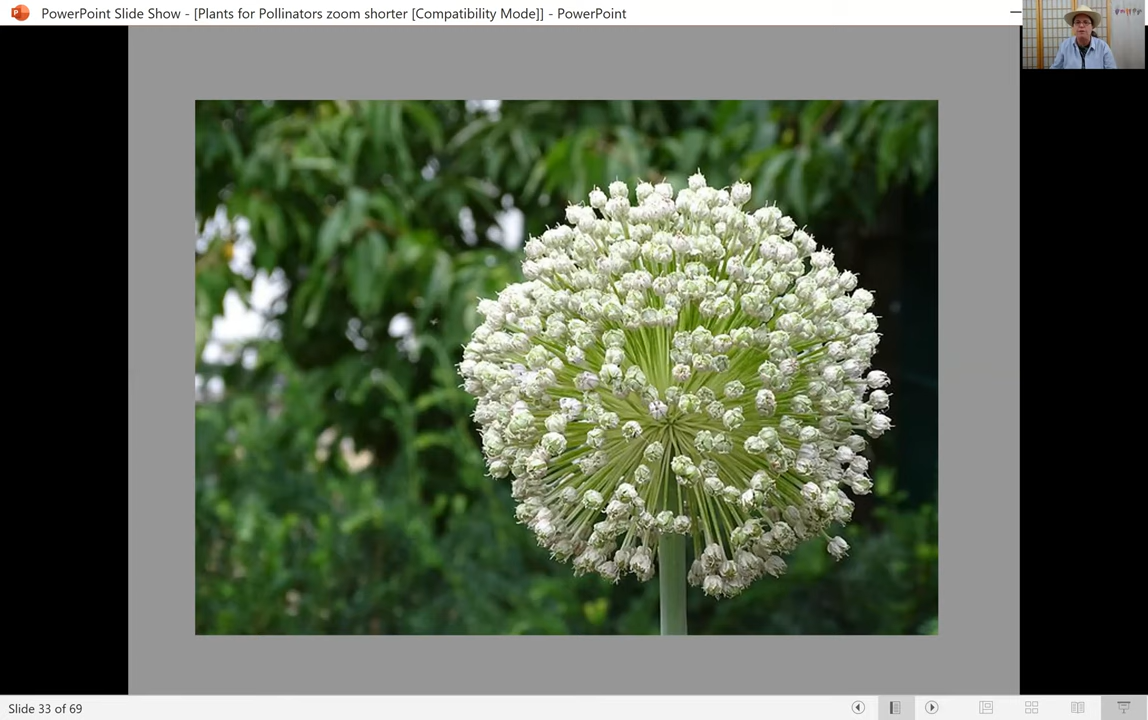 PowerPoint Slide Show - [Plants for Pollinators zoom shorter [Compatibility Mode]] - PowerPoint
Slide 33 of 69